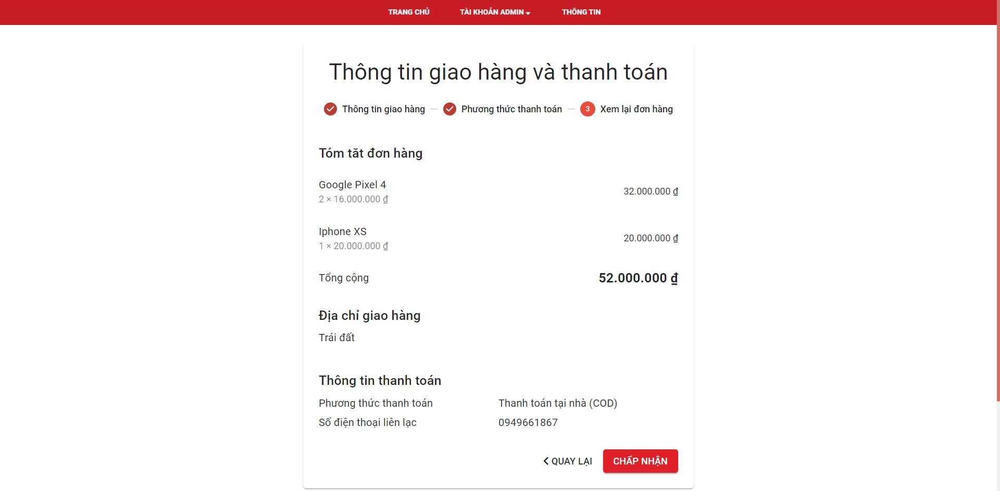 TRANG CHỦ TÀI KHOẢN ADMIN THÔNG TIN
Thông tin giao hàng và thanh toán
Thông tin giao hàng Phương thức thanh toán 3 Xem lại đơn hàng
Tóm tăt đơn hàng
Google Pixel 4
2 × 16.000.000 ₫ 32.000.000 ₫
Iphone XS
1 × 20.000.000 ₫ 20.000.000 ₫
Tổng cộng 52.000.000 ₫
Địa chỉ giao hàng
Trái đất
Thông tin thanh toán
Phương thức thanh toán Thanh toán tại nhà (COD)
Số điện thoại liên lạc 0949661867
QUAY LẠI CHẤP NHẬN